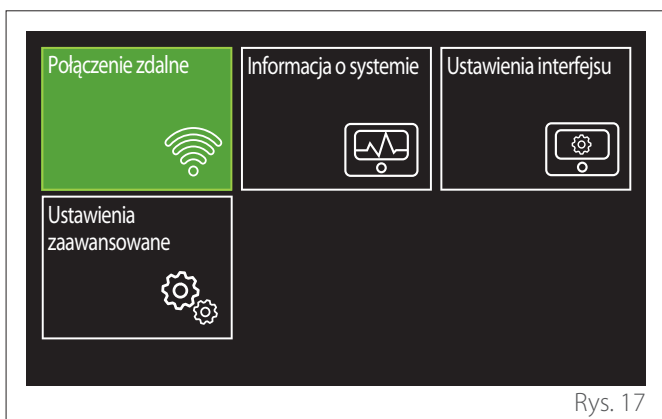 Połączenie zdalne
Informacja o systemie
Ustawienia interfejsu
Ustawienia
zaawansowane
Rys. 17